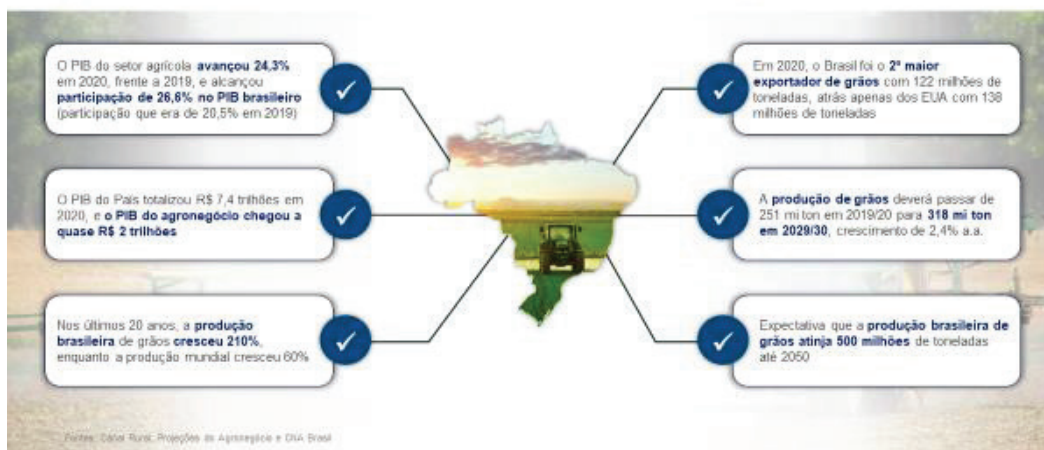 O PIB do setor agrícola avançou 24,3%
em 2020, frente a 2019, e alcançou
participação de 26,6% no PIB brasileiro
(participação que era de 20,5% em 2019)
O PIB do País totalizou R$ 7,4 trilhões em
2020, e o PIB do agronegócio chegou a
quase R$ 2 trilhões
Nos últimos 20 anos, a produção
brasileira de grãos cresceu 210%,
enquanto a produção mundial cresceu 60%
Em 2020, o Brasil foi o 2º maior
exportador de grãos com 122 milhões de
toneladas, atrás apenas dos EUA com 138
milhões de toneladas
A produção de grãos deverá passar de
251 mi ton em 2019/20 para 318 mi ton
em 2029/30, crescimento de 2,4% a.a.
Expectativa que a produção brasileira de
grãos atinja 500 milhões de toneladas
até 2050
Fontes: Canal Rural, Projeções do Agronegócio e CNA Brasil